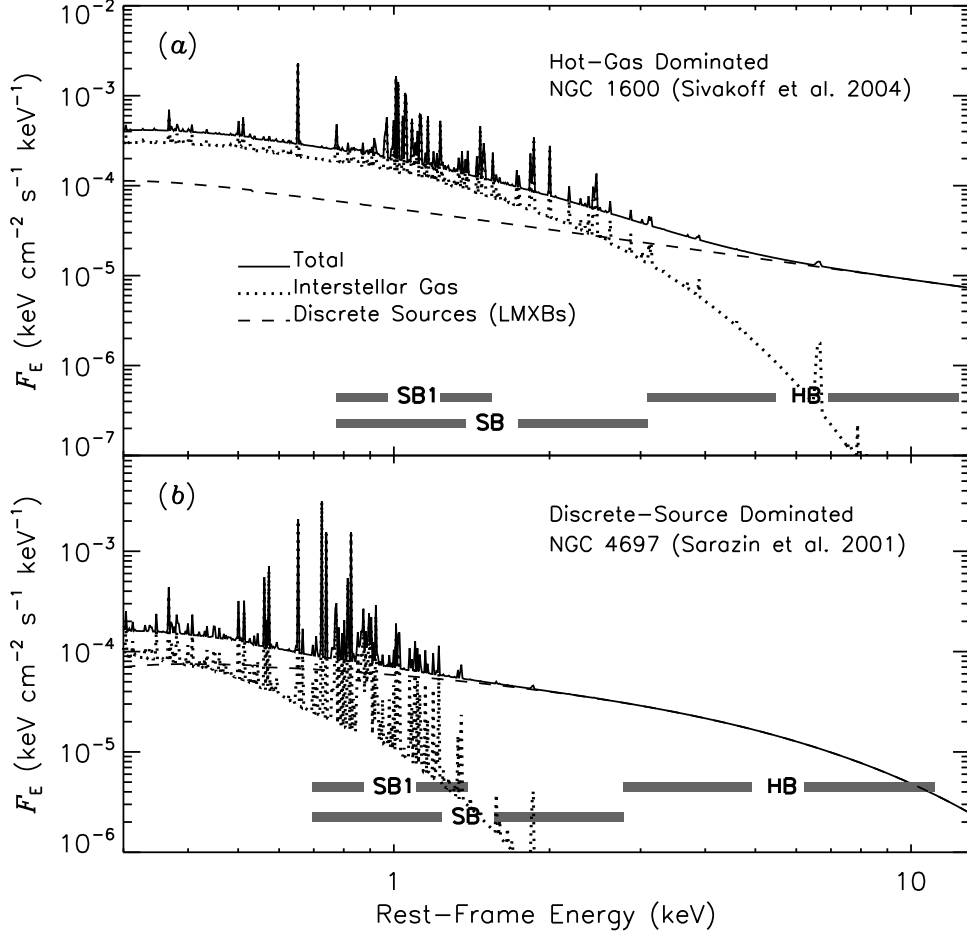 (a)
Hot-Gas Dominated
NGC 1600 (Sivakoff et al. 2004)
10⁻²
10⁻³
10⁻⁴
10⁻⁵
10⁻⁶
10⁻⁷
F_E (keV cm⁻² s⁻¹ keV⁻¹)
Total
Interstellar Gas
Discrete Sources (LMXBs)
SB1
HB
SB
(b)
Discrete-Source Dominated
NGC 4697 (Sarazin et al. 2001)
10⁻³
10⁻⁴
10⁻⁵
10⁻⁶
F_E (keV cm⁻² s⁻¹ keV⁻¹)
SB1
HB
SB
1 10
Rest-Frame Energy (keV)